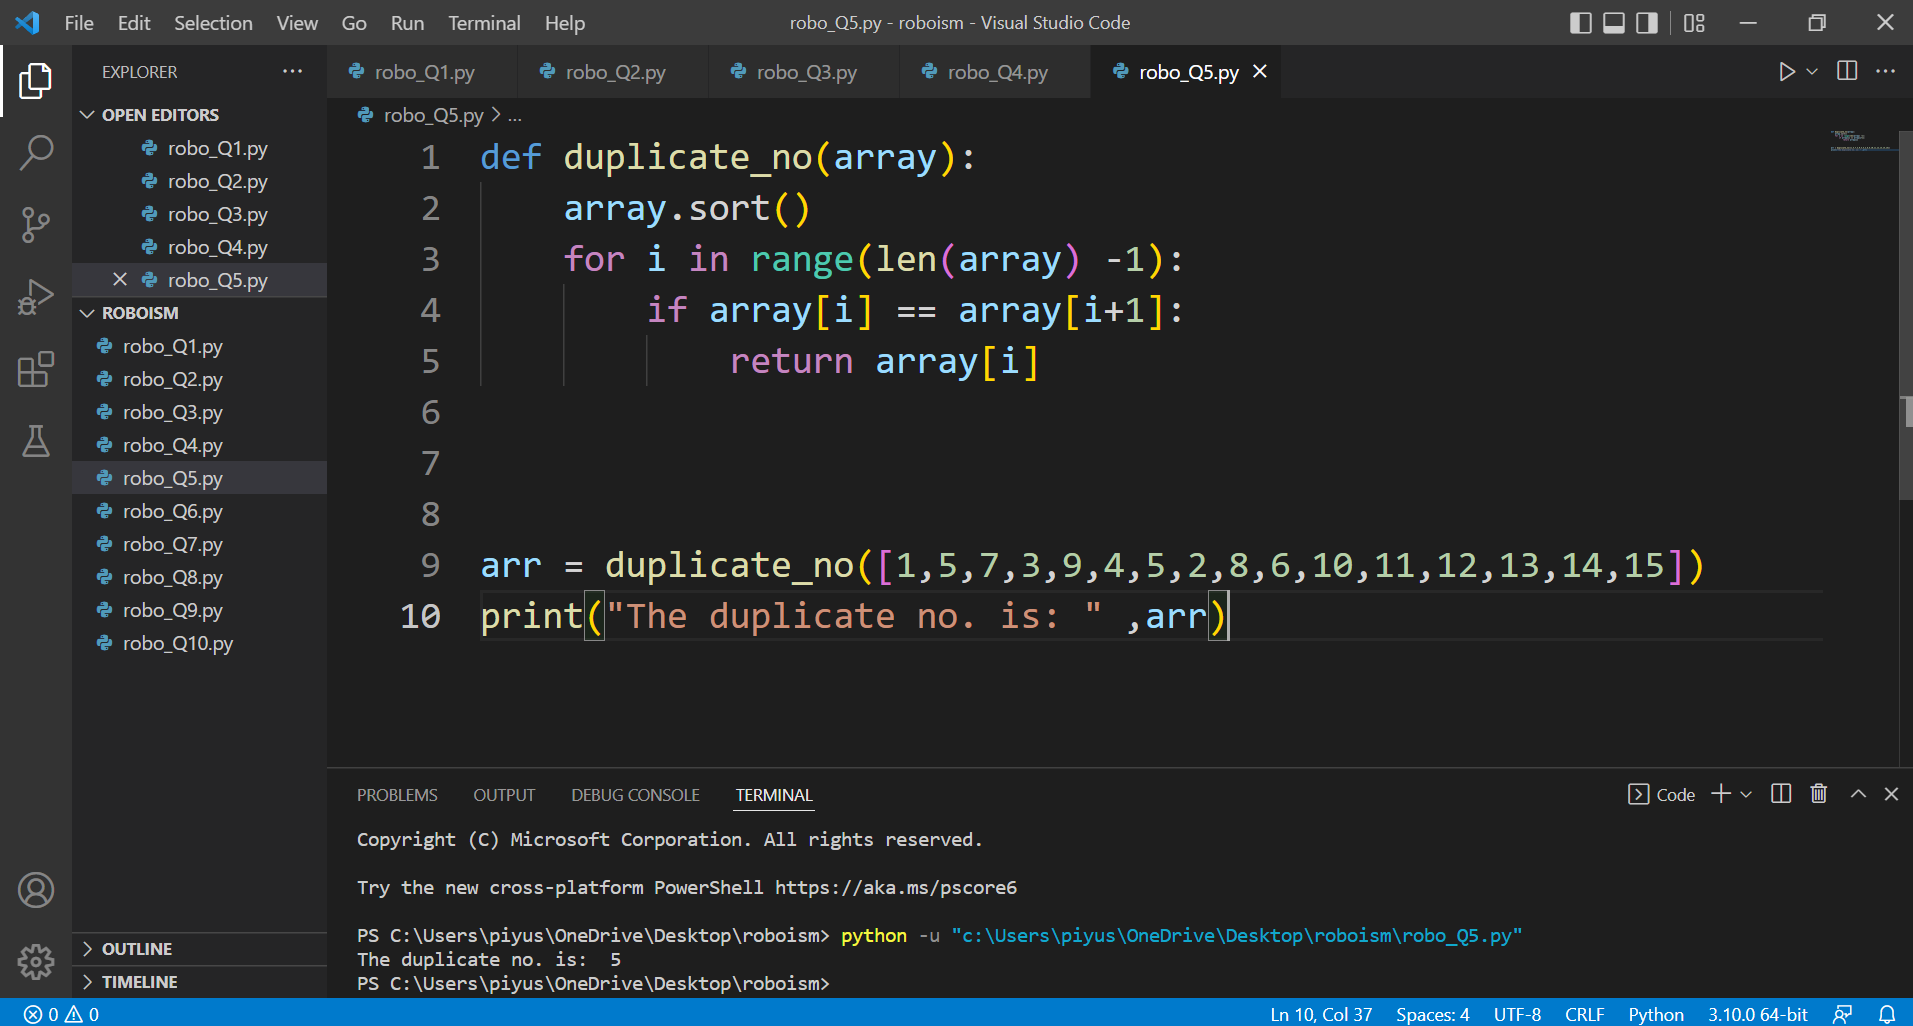 File Edit Selection View Go Run Terminal Help
robo_Q5.py - roboism - Visual Studio Code
EXPLORER
OPEN EDITORS
robo_Q1.py
robo_Q2.py
robo_Q3.py
robo_Q4.py
robo_Q5.py
ROBOISM
robo_Q1.py
robo_Q2.py
robo_Q3.py
robo_Q4.py
robo_Q5.py
robo_Q6.py
robo_Q7.py
robo_Q8.py
robo_Q9.py
robo_Q10.py
OUTLINE
TIMELINE
robo_Q1.py robo_Q2.py robo_Q3.py robo_Q4.py robo_Q5.py
robo_Q5.py > ...
1 def duplicate_no(array):
2     array.sort()
3     for i in range(len(array) -1):
4         if array[i] == array[i+1]:
5             return array[i]
6
7
8
9 arr = duplicate_no([1,5,7,3,9,4,5,2,8,6,10,11,12,13,14,15])
10 print("The duplicate no. is: " ,arr)
PROBLEMS OUTPUT DEBUG CONSOLE TERMINAL
Code
Copyright (C) Microsoft Corporation. All rights reserved.
Try the new cross-platform PowerShell https://aka.ms/pscore6
PS C:\Users\piyus\OneDrive\Desktop\roboism> python -u "c:\Users\piyus\OneDrive\Desktop\roboism\robo_Q5.py"
The duplicate no. is:  5
PS C:\Users\piyus\OneDrive\Desktop\roboism>
0 0
Ln 10, Col 37 Spaces: 4 UTF-8 CRLF Python 3.10.0 64-bit